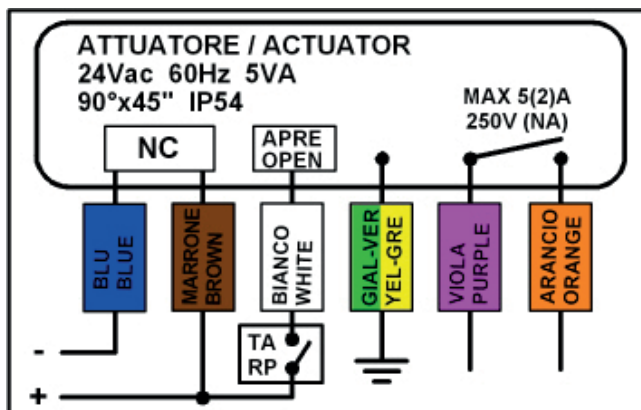 ATTUATORE / ACTUATOR
24Vac 60Hz 5VA
90°x45" IP54
MAX 5(2)A
250V (NA)
NC
APRE
OPEN
BLU
BLUE
MARRONE
BROWN
BIANCO
WHITE
GIAL-VER
YEL-GRE
VIOLA
PURPLE
ARANCIO
ORANGE
TA
RP
-
+